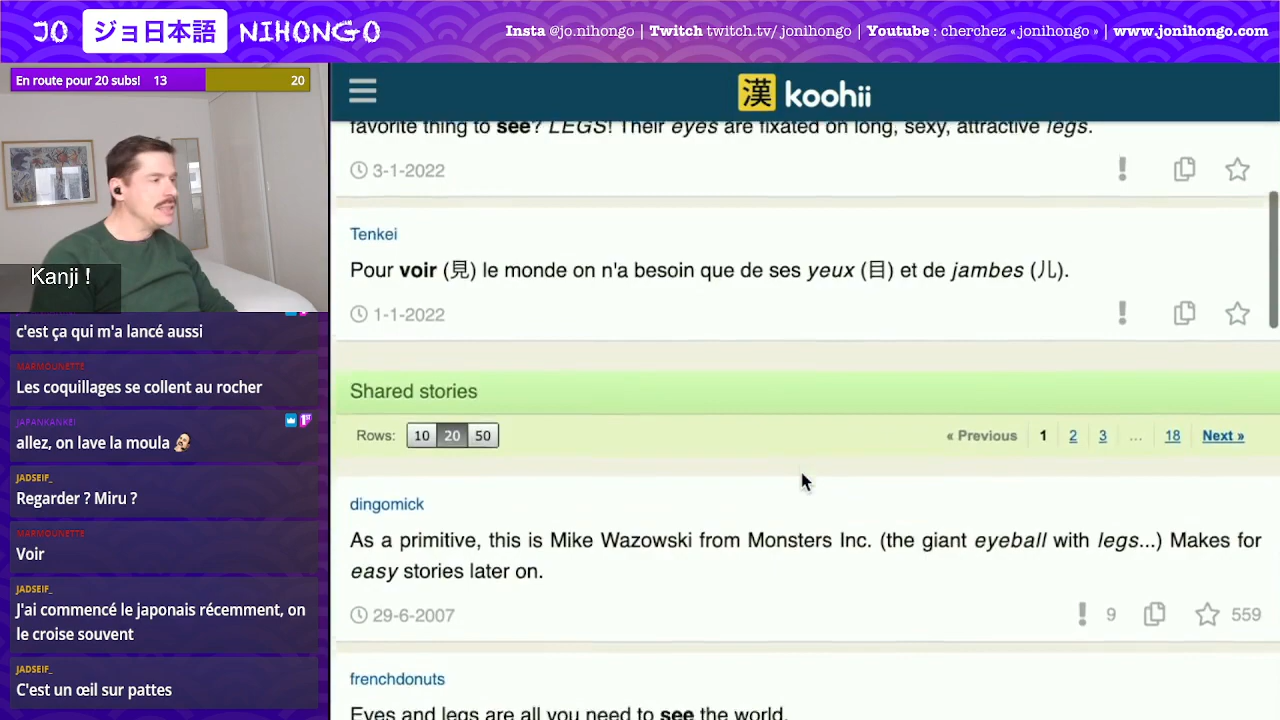 JO ジョ日本語 NIHONGO
Insta @jo.nihongo | Twitch twitch.tv/ jonihongo | Youtube : cherchez « jonihongo » | www.jonihongo.com
En route pour 20 subs! 13 20
Kanji !
c'est ça qui m'a lancé aussi
MARMOUNETTE
Les coquillages se collent au rocher
JAPANKANKEI
allez, on lave la moula
JADSEIF_
Regarder ? Miru ?
MARMOUNETTE
Voir
JADSEIF_
J'ai commencé le japonais récemment, on
le croise souvent
JADSEIF_
C'est un œil sur pattes
漢 koohii
favorite thing to see? LEGS! Their eyes are fixated on long, sexy, attractive legs.
3-1-2022
Tenkei
Pour voir (見) le monde on n'a besoin que de ses yeux (目) et de jambes (儿).
1-1-2022
Shared stories
Rows: 10 20 50 « Previous 1 2 3 … 18 Next »
dingomick
As a primitive, this is Mike Wazowski from Monsters Inc. (the giant eyeball with legs...) Makes for
easy stories later on.
29-6-2007 9 559
frenchdonuts
Eyes and legs are all you need to see the world.